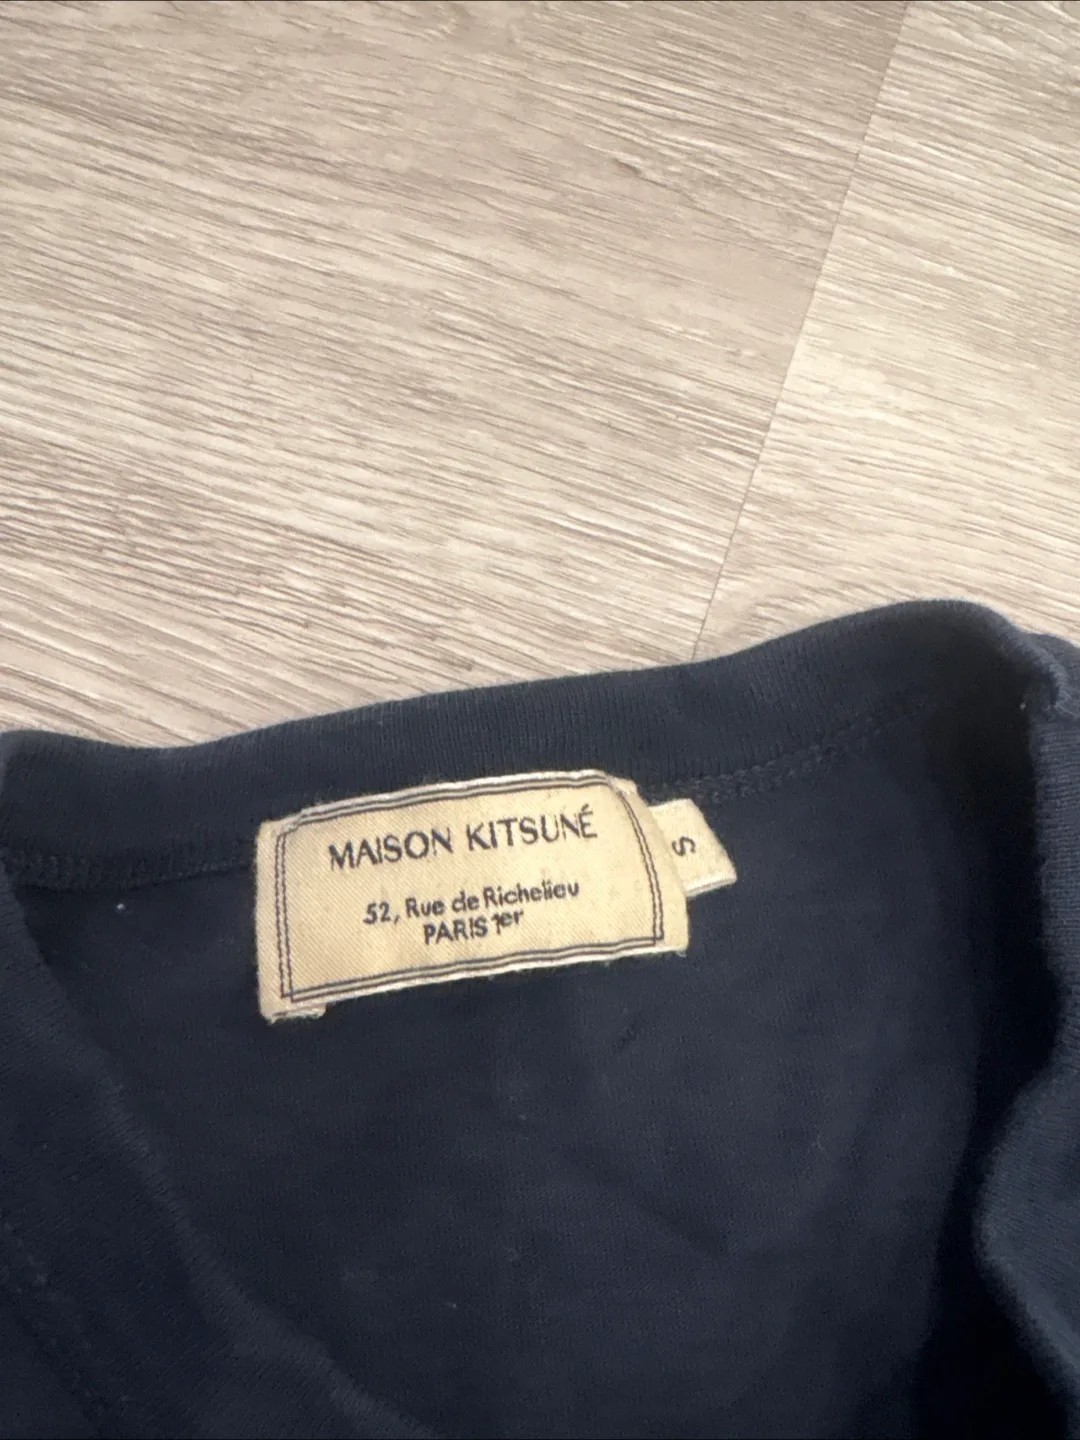 MAISON KITSUNÉ
52, Rue de Richelieu
PARIS 1er
S